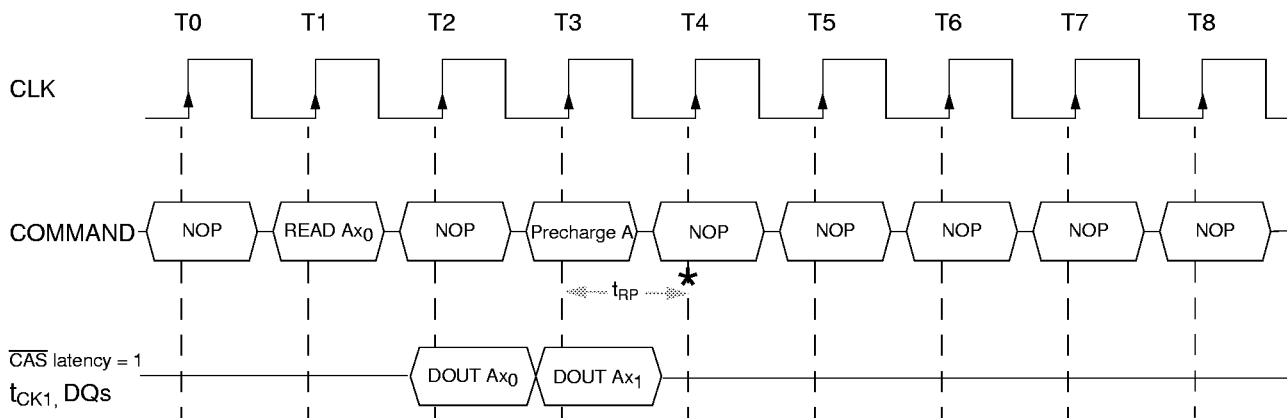 T0 T1 T2 T3 T4 T5 T6 T7 T8
CLK
COMMAND NOP READ Ax0 NOP Precharge A NOP NOP NOP NOP NOP
*
tRP
CAS latency = 1
tCK1, DQs DOUT Ax0 DOUT Ax1